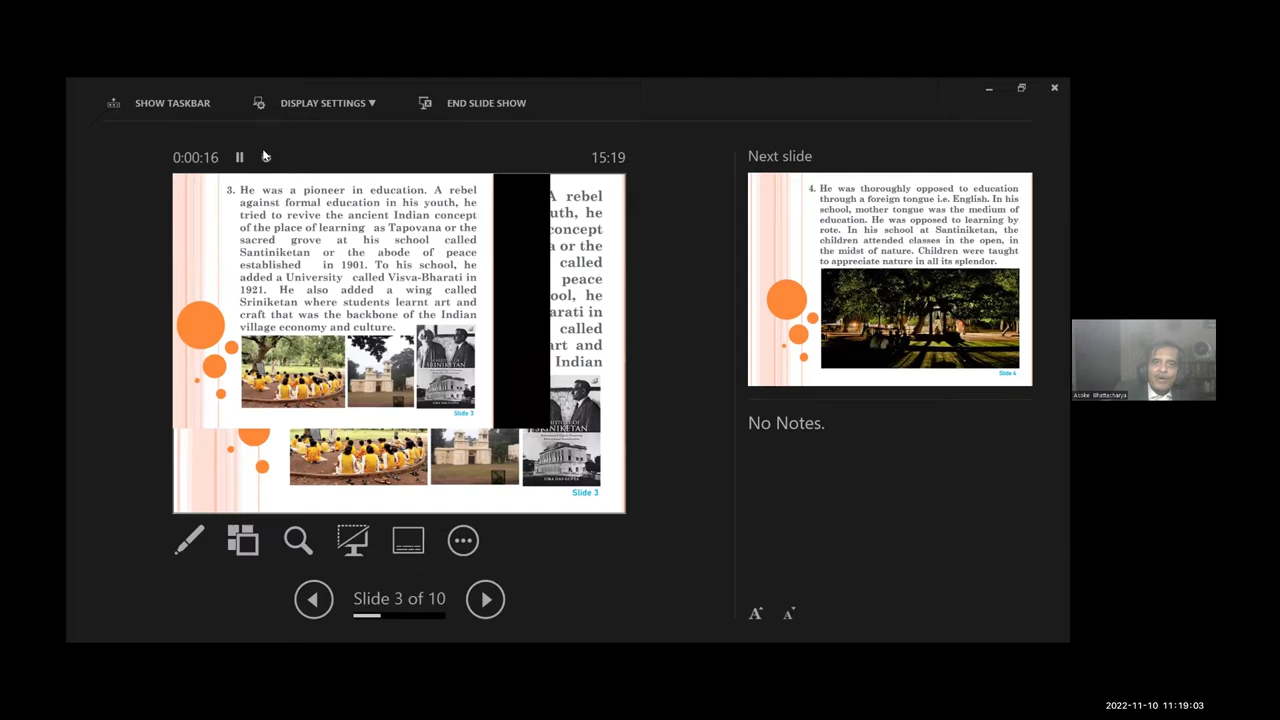 SHOW TASKBAR
DISPLAY SETTINGS ▼
END SLIDE SHOW
0:00:16
15:19
3. He was a pioneer in education. A rebel
against formal education in his youth, he
tried to revive the ancient Indian concept
of the place of learning as Tapovana or the
sacred grove at his school called
Santiniketan or the abode of peace
established in 1901. To his school, he
added a University called Visva-Bharati in
1921. He also added a wing called
Sriniketan where students learnt art and
craft that was the backbone of the Indian
village economy and culture.
SRINIKETAN
Slide 3
A rebel
uth, he
concept
a or the
called
peace
ool, he
arati in
called
art and
Indian
UMA DAS GUPTA
Slide 3
Slide 3 of 10
Next slide
4. He was thoroughly opposed to education
through a foreign tongue i.e. English. In his
school, mother tongue was the medium of
education. He was opposed to learning by
rote. In his school at Santiniketan, the
children attended classes in the open, in
the midst of nature. Children were taught
to appreciate nature in all its splendor.
Slide 4
No Notes.
A A
Asoke Bhattacharya
2022-11-10 11:19:03